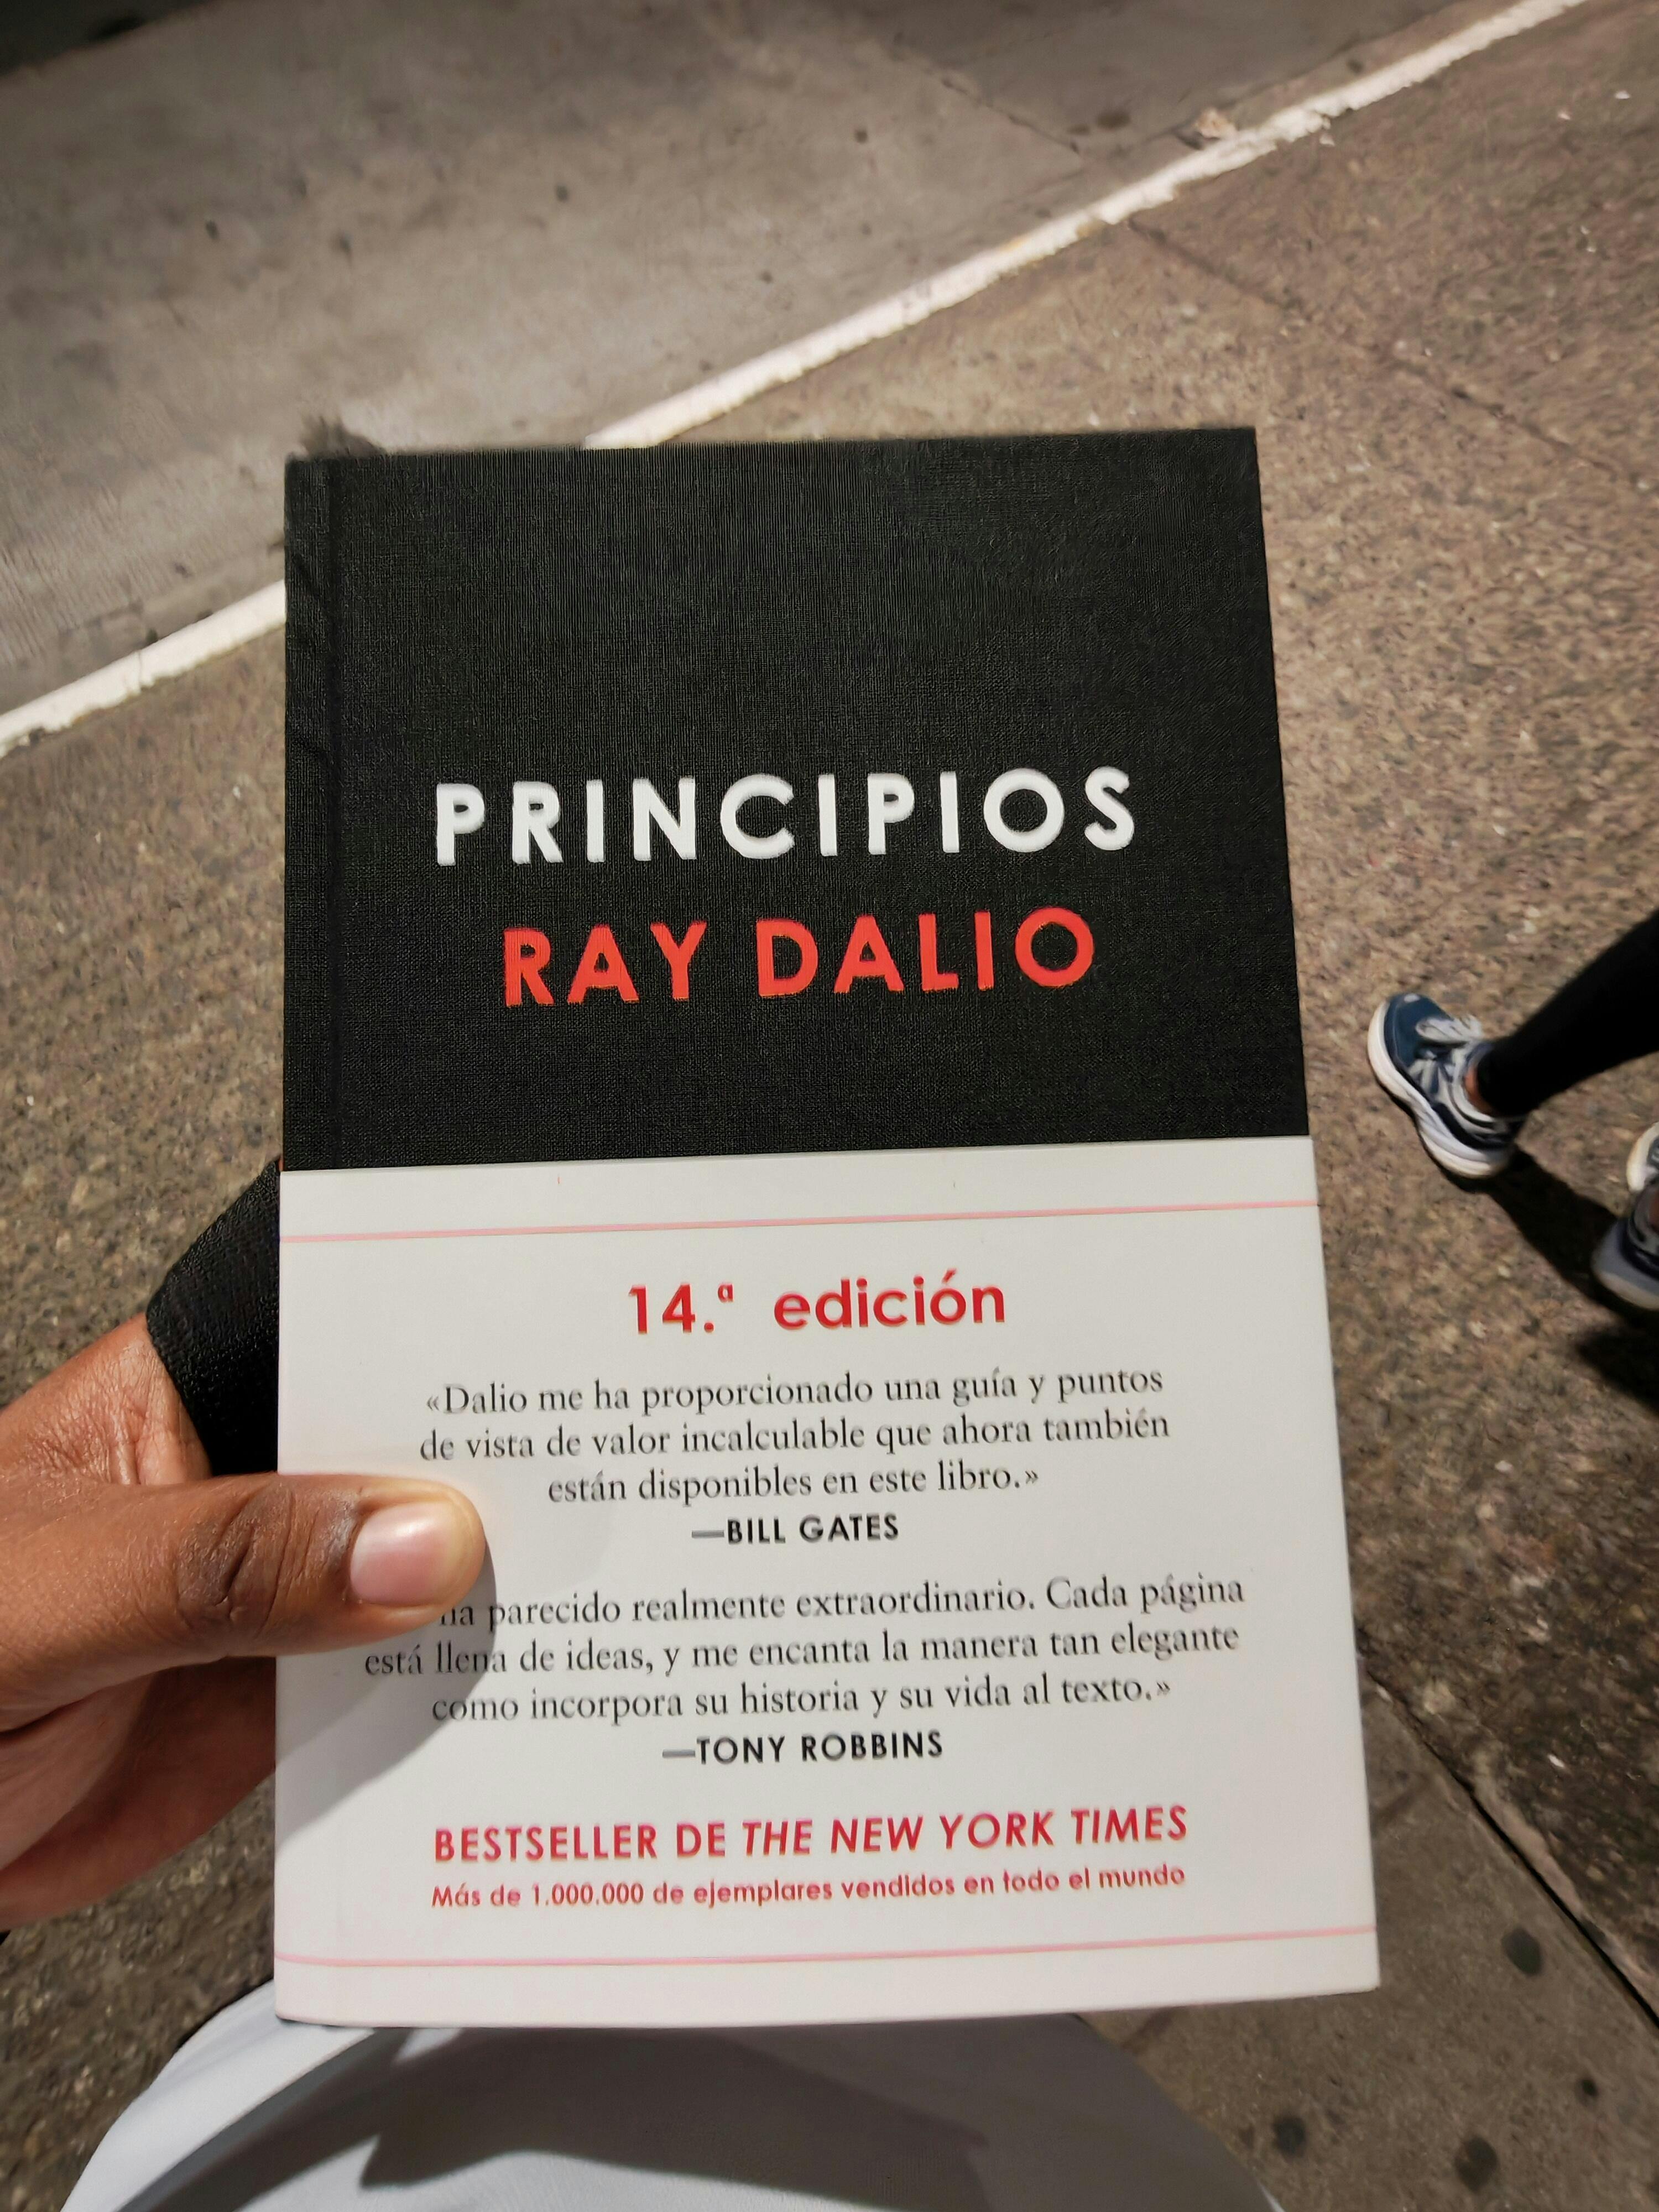 PRINCIPIOS
RAY DALIO
14.ª edición
«Dalio me ha proporcionado una guía y puntos
de vista de valor incalculable que ahora también
están disponibles en este libro.»
—BILL GATES
ha parecido realmente extraordinario. Cada página
está llena de ideas, y me encanta la manera tan elegante
como incorpora su historia y su vida al texto.»
—TONY ROBBINS
BESTSELLER DE THE NEW YORK TIMES
Más de 1.000.000 de ejemplares vendidos en todo el mundo